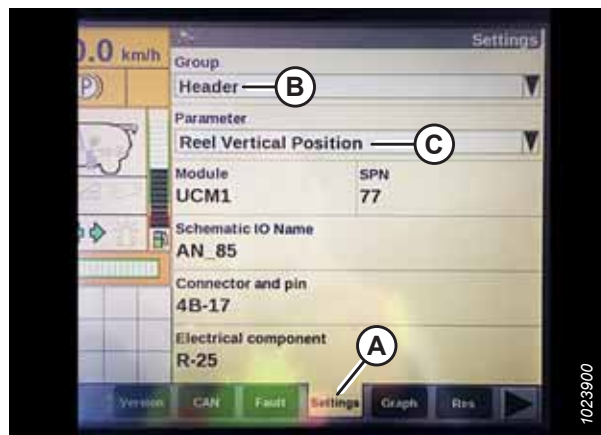 0.0 km/h
Settings
(P)
Group
Header
B
Parameter
Reel Vertical Position
C
Module
SPN
UCM1
77
Schematic IO Name
AN_85
Connector and pin
4B-17
Electrical component
R-25
A
Version
CAN
Fault
Settings
Graph
Res
1023900